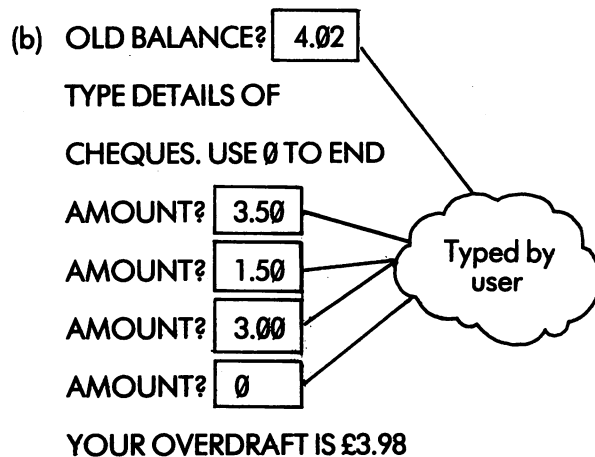 (b) OLD BALANCE? 4.02
TYPE DETAILS OF
CHEQUES. USE 0 TO END
AMOUNT? 3.50
AMOUNT? 1.50
AMOUNT? 3.00
AMOUNT? 0
Typed by
user
YOUR OVERDRAFT IS £3.98